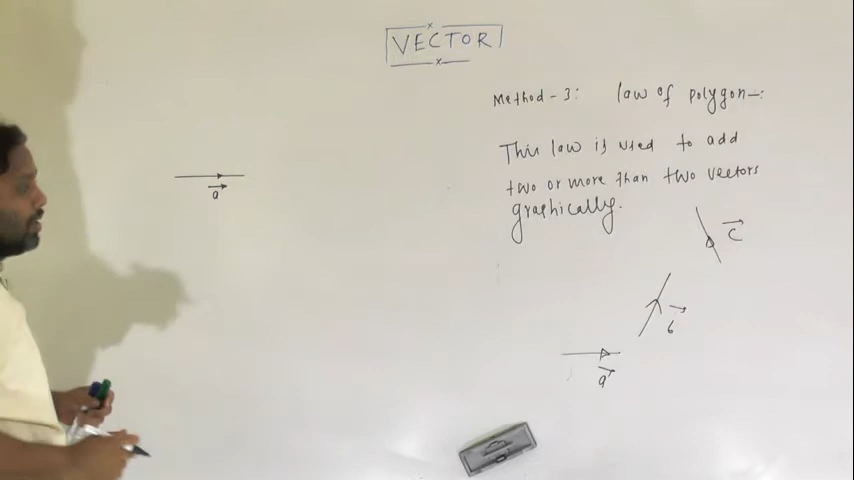 VECTOR
Method - 3: law of polygon -:
This law is used to add
two or more than two vectors
graphically.
a
c
b
a